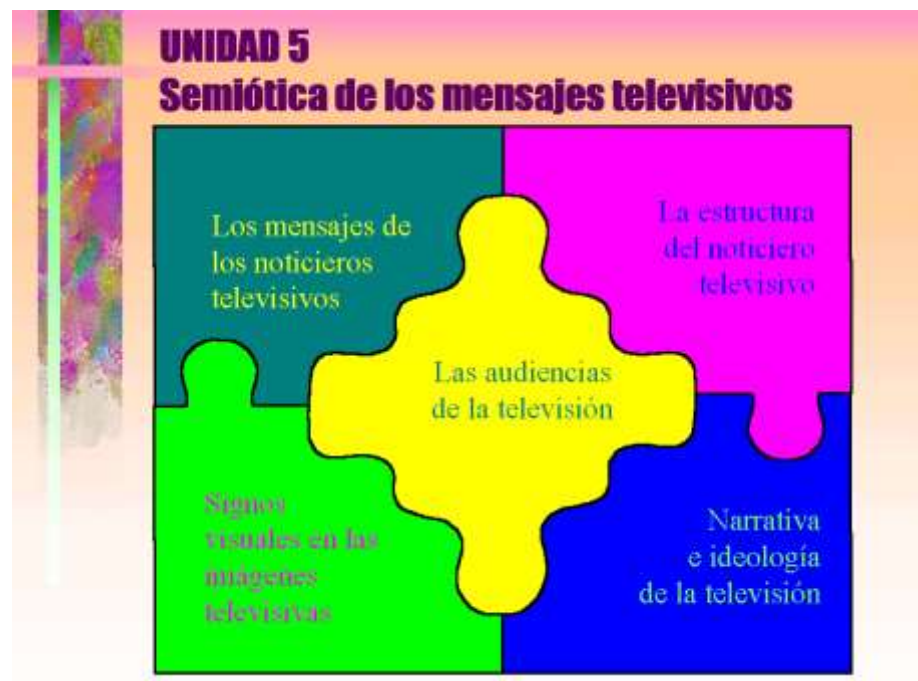 UNIDAD 5
Semiótica de los mensajes televisivos
Los mensajes de
los noticieros
televisivos
La estructura
del noticiero
televisivo
Las audiencias
de la televisión
Signos
visuales en las
imágenes
televisivas
Narrativa
e ideología
de la televisión